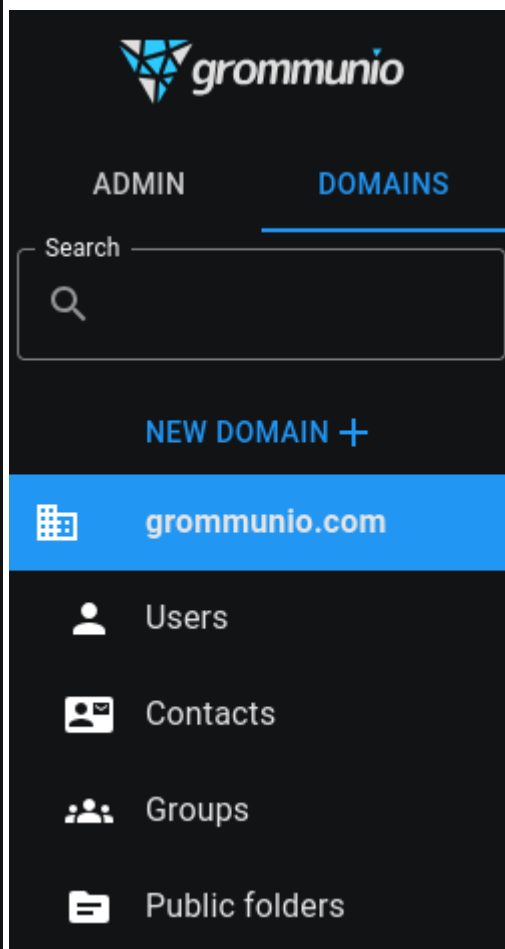 grommunio
ADMIN DOMAINS
Search
NEW DOMAIN +
grommunio.com
Users
Contacts
Groups
Public folders